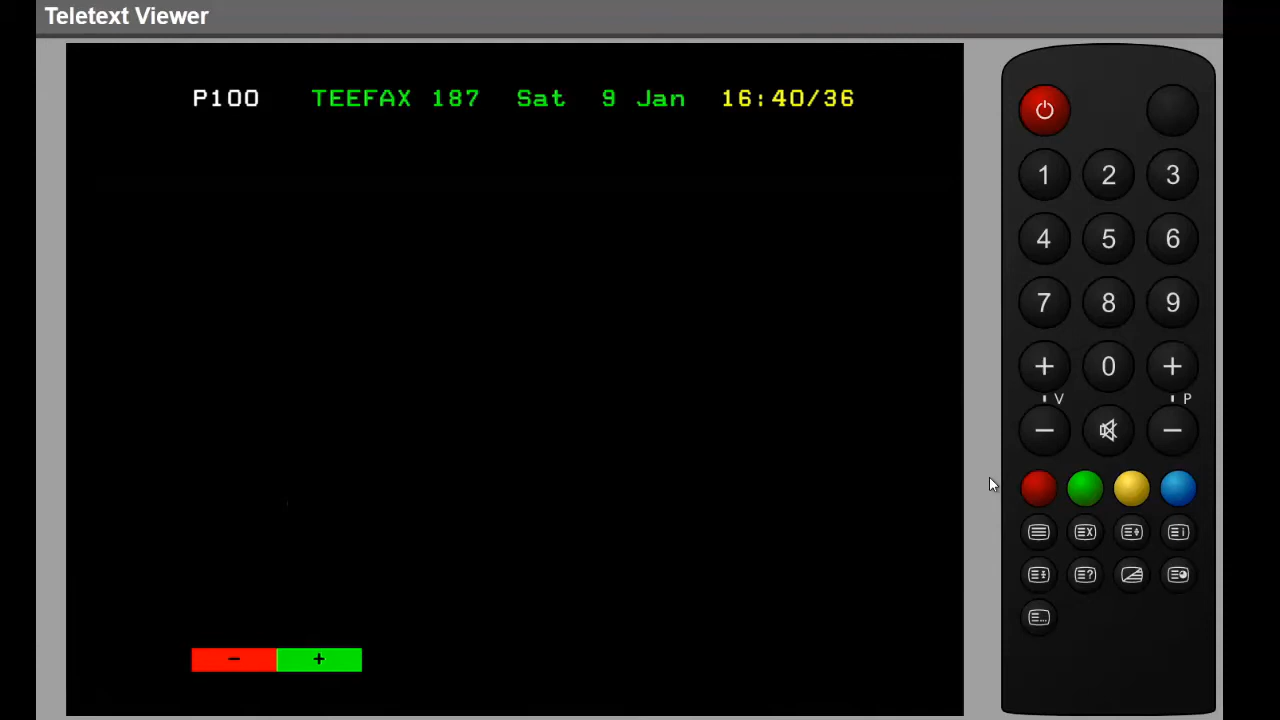 Teletext Viewer
P100 TEEFAX 187 Sat 9 Jan 16:40/36
1 2 3
4 5 6
7 8 9
+ 0 +
V P
− −
− +